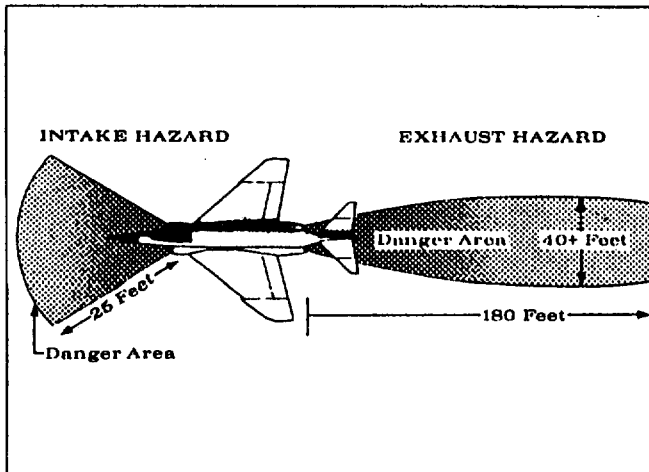 INTAKE HAZARD
EXHAUST HAZARD
Danger Area
40+ Feet
25 Feet
180 Feet
Danger Area